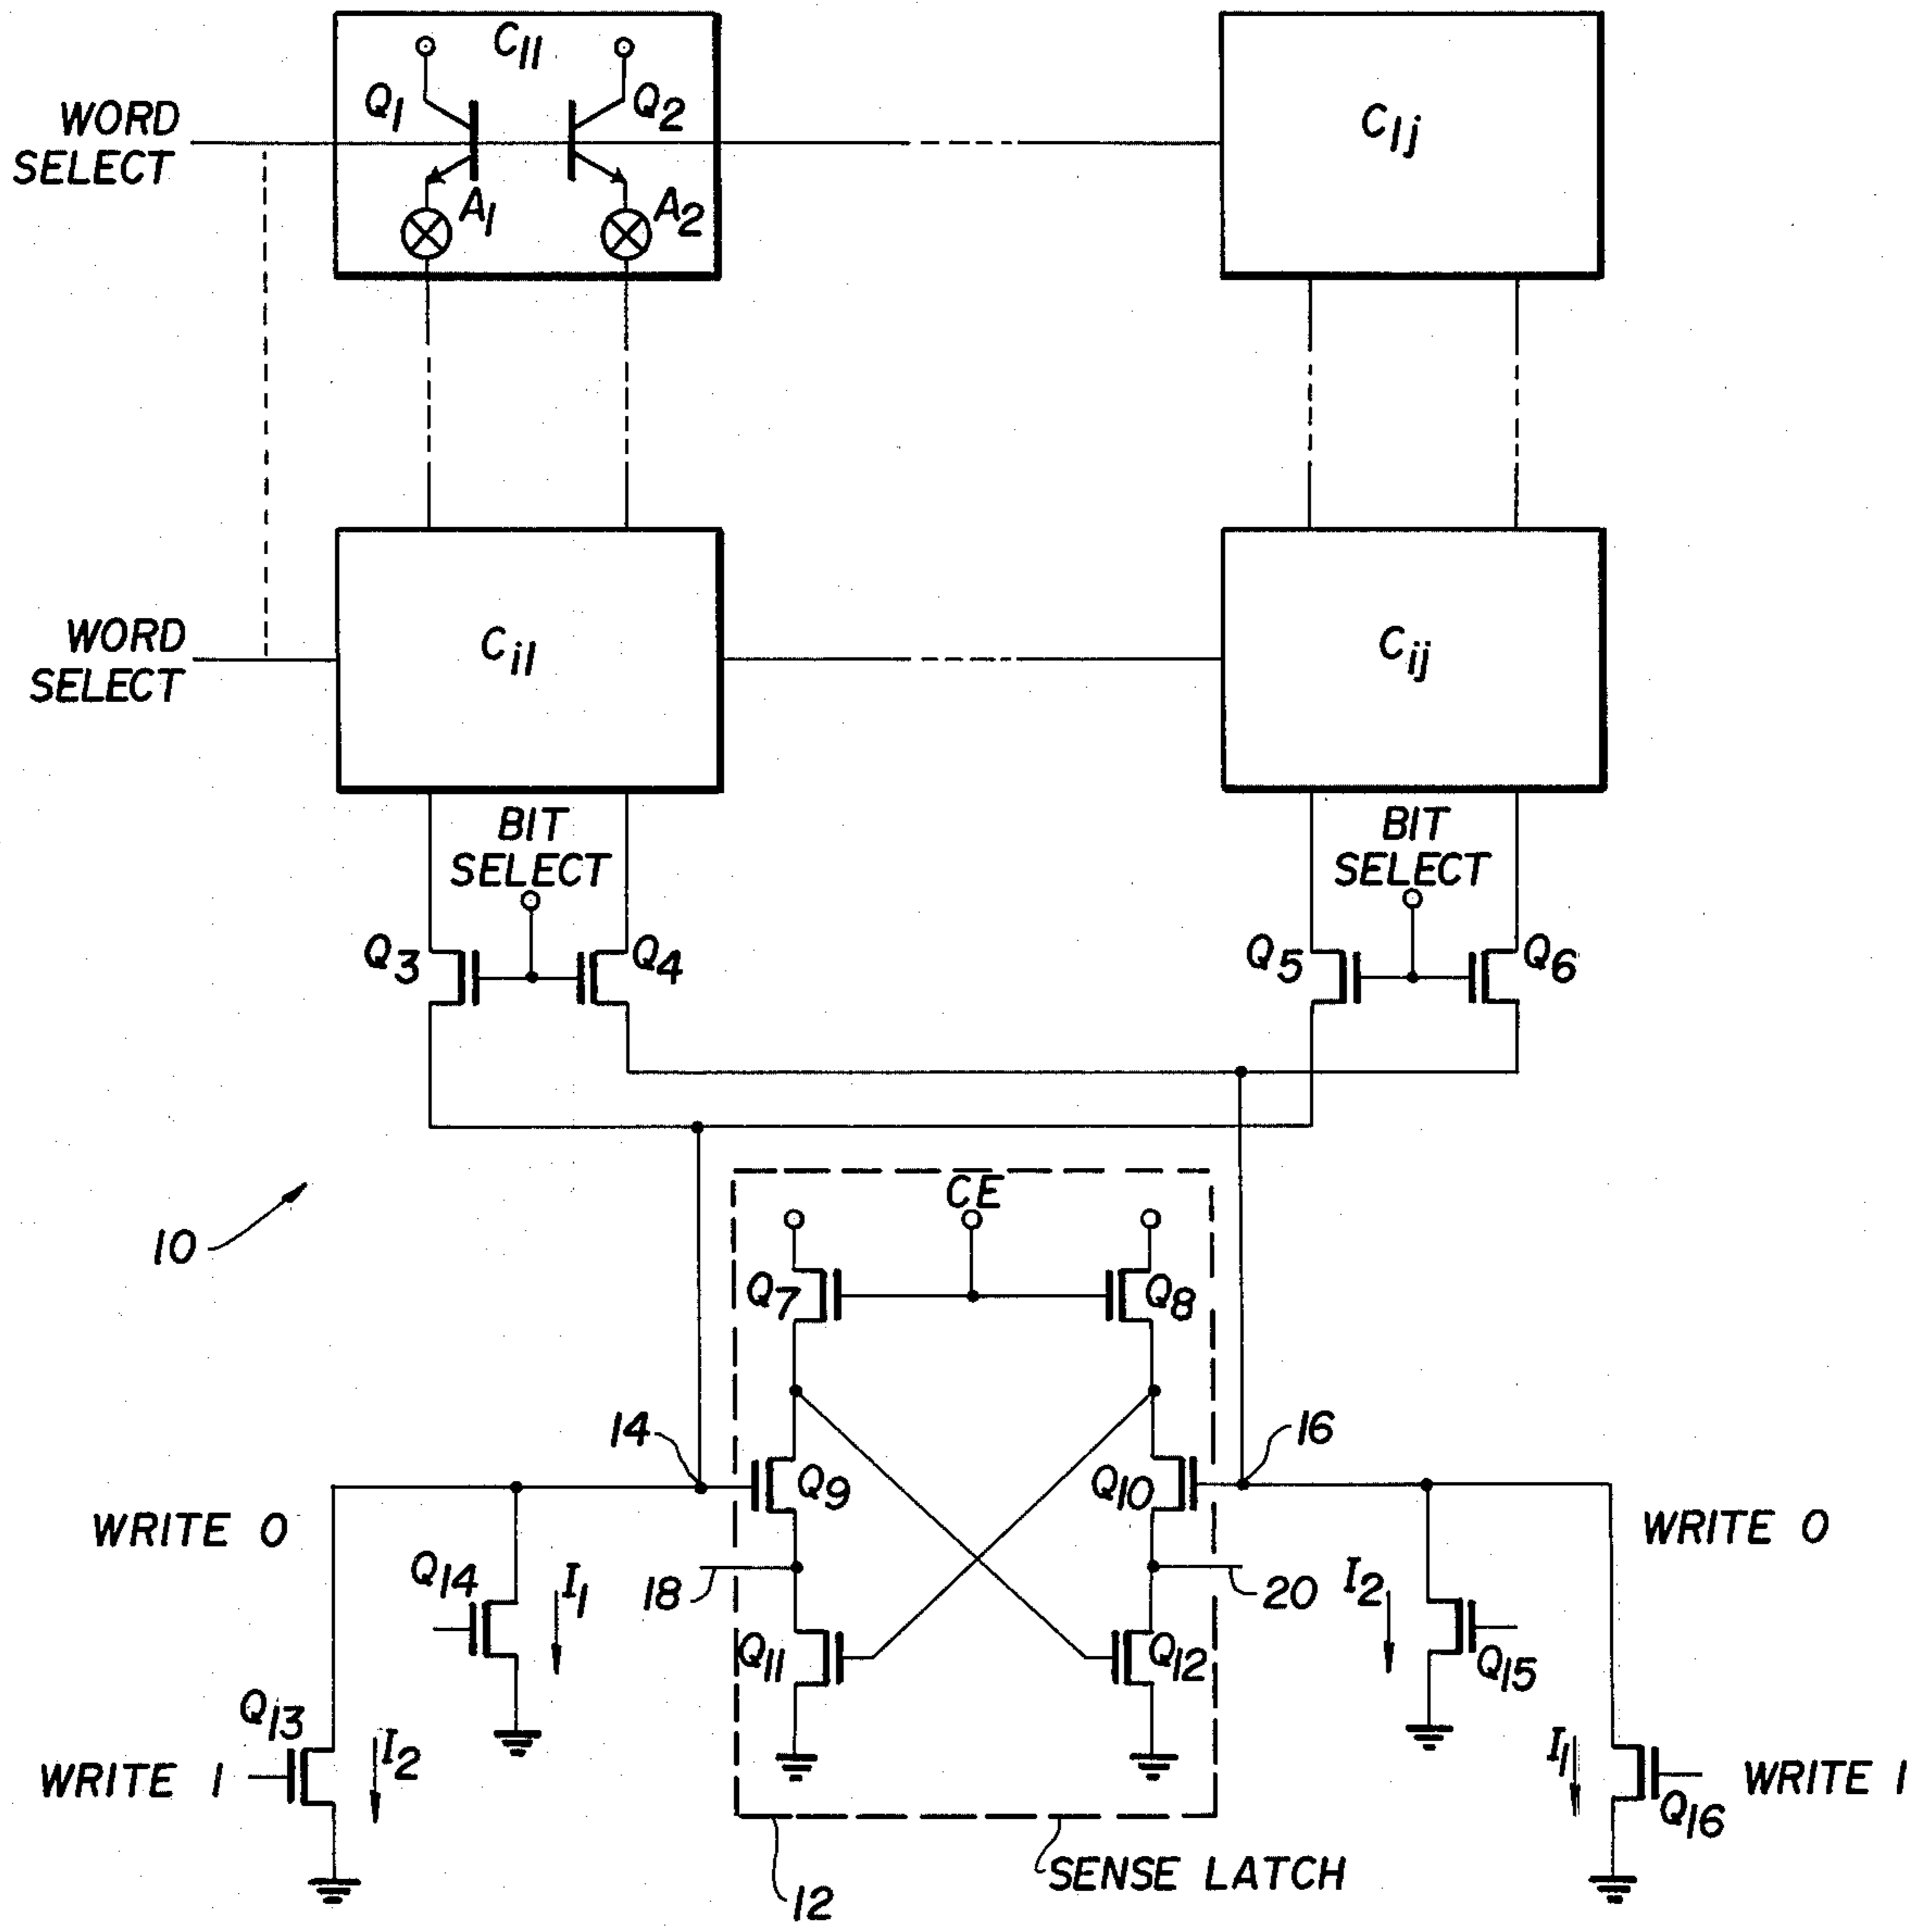 C11
Q1
Q2
C1j
WORD
SELECT
A1
A2
WORD
SELECT
Ci1
Cij
BIT
SELECT
BIT
SELECT
Q3
Q4
Q5
Q6
CE
10
Q7
Q8
14
16
Q9
Q10
WRITE 0
WRITE 0
Q14
I1
18
20
I2
Q11
Q12
Q15
Q13
I2
I1
WRITE 1
WRITE 1
Q16
SENSE LATCH
12